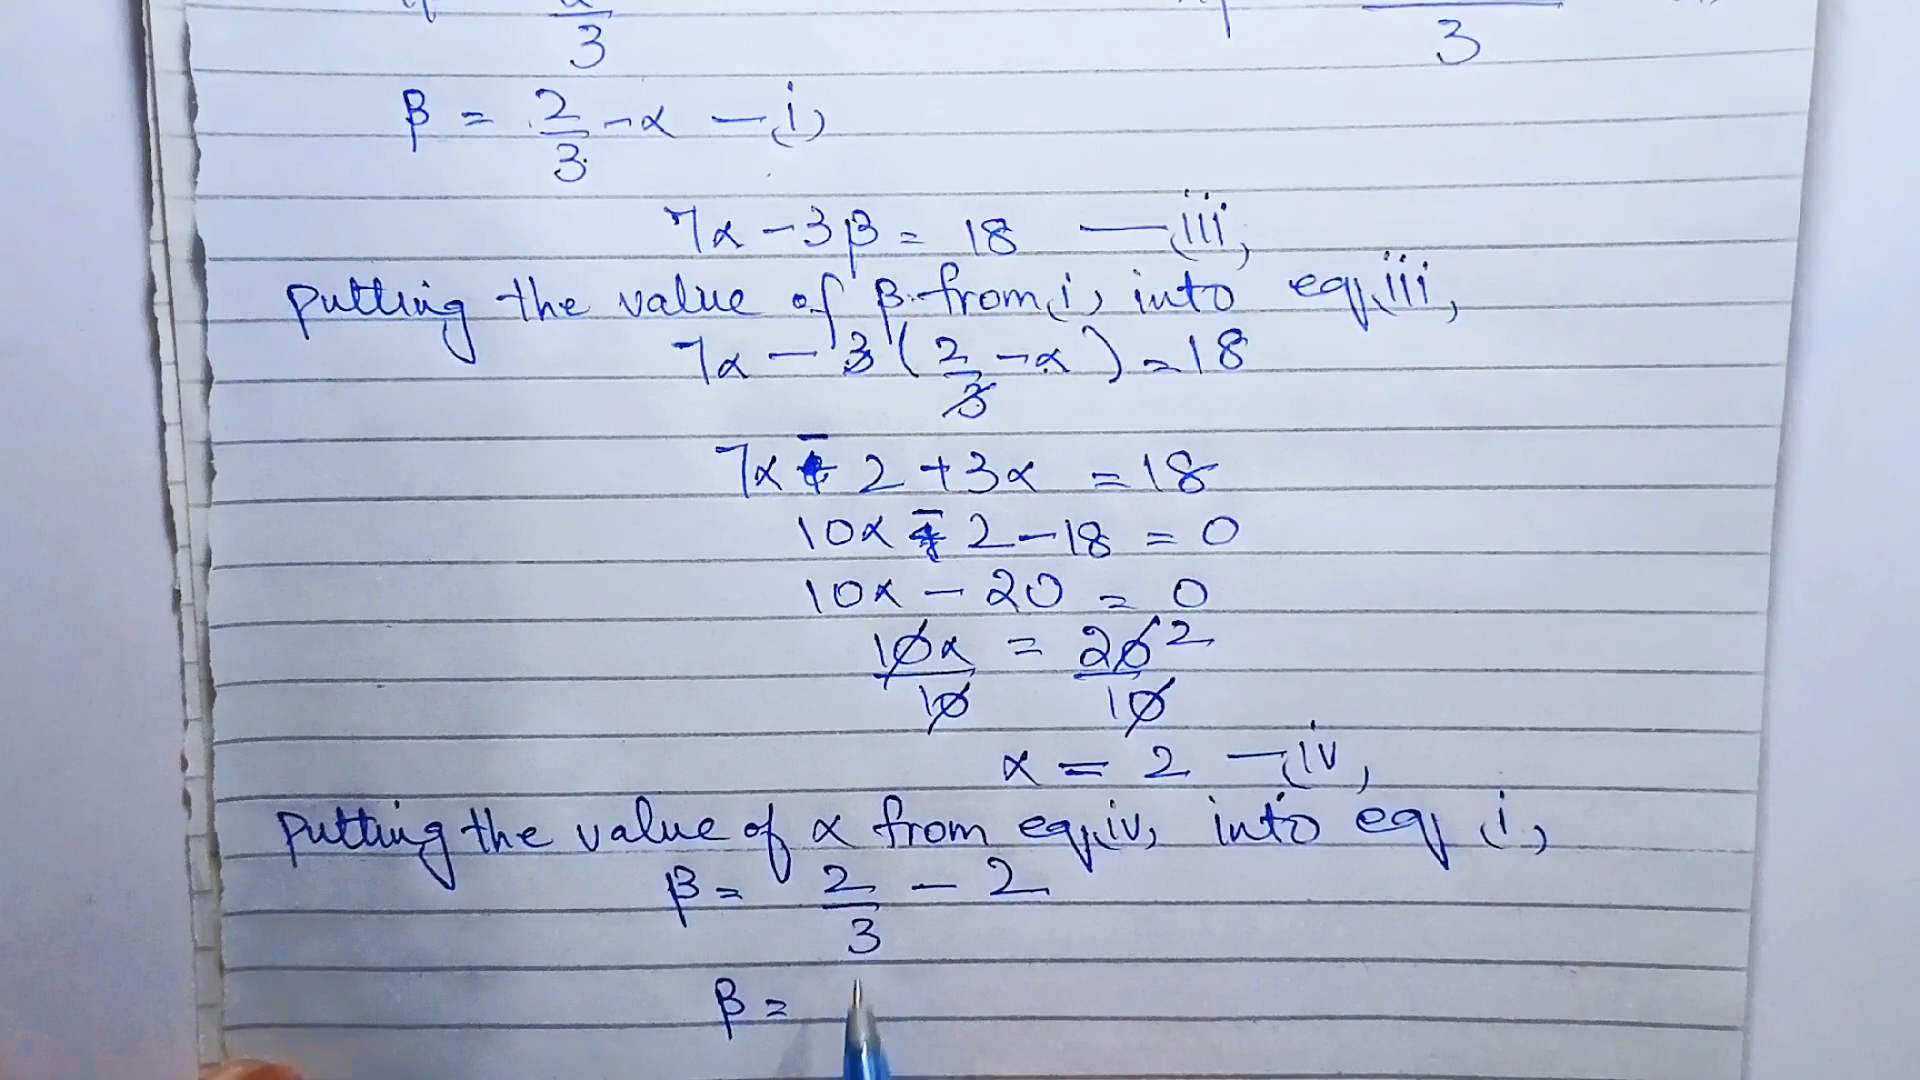 3 3
β = 2/3 - α — (i)
7α - 3β = 18 — (iii)
putting the value of β from (i) into eq (iii)
7α - 3(2/3 - α) = 18
7α - 2 + 3α = 18
10α - 2 - 18 = 0
10α - 20 = 0
10α/10 = 20/10 2
α = 2 — (iv)
putting the value of α from eq (iv) into eq (i)
β = 2/3 - 2
β =